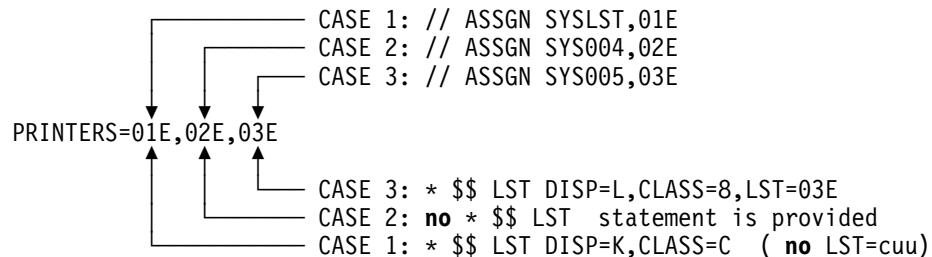 CASE 1: // ASSGN SYSLST,01E
CASE 2: // ASSGN SYS004,02E
CASE 3: // ASSGN SYS005,03E
PRINTERS=01E,02E,03E
CASE 3: * $$ LST DISP=L,CLASS=8,LST=03E
CASE 2: no * $$ LST statement is provided
CASE 1: * $$ LST DISP=K,CLASS=C ( no LST=cuu)